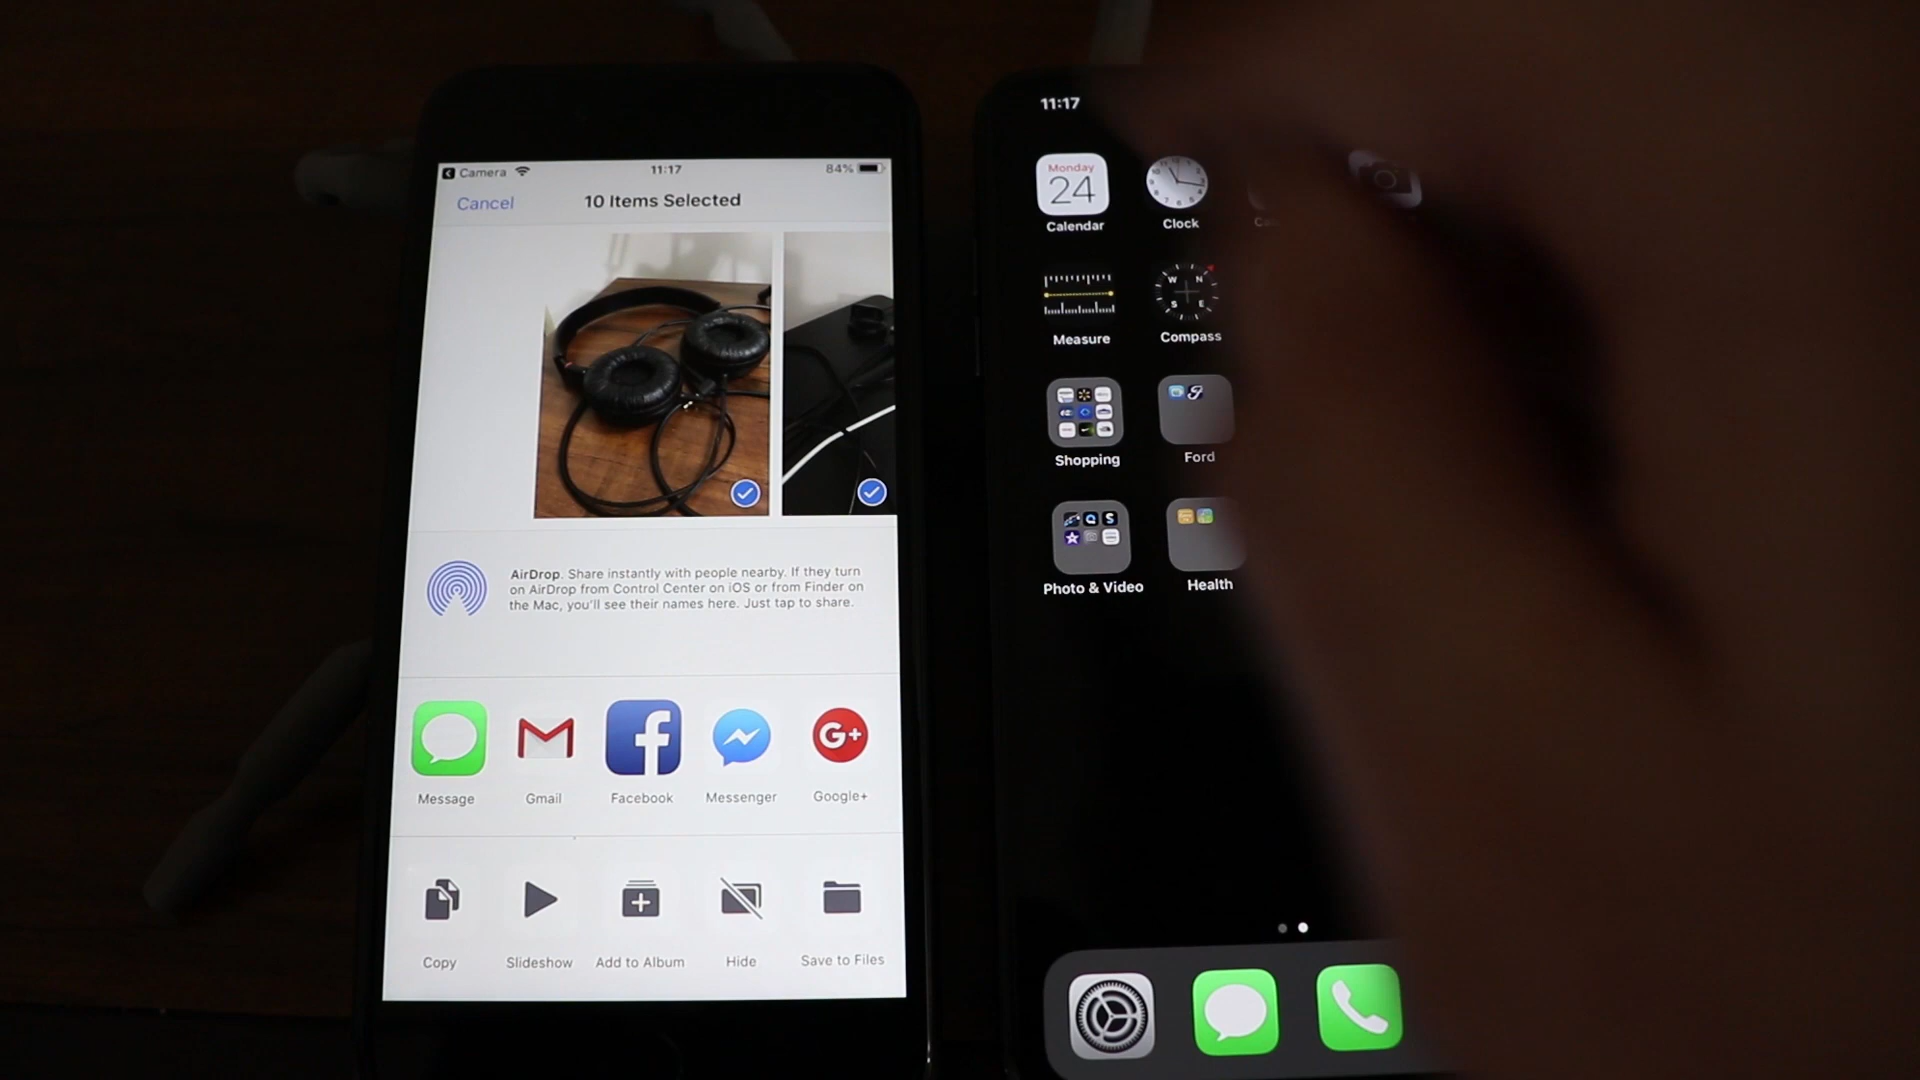 Camera 11:17 84%
Cancel 10 Items Selected
AirDrop. Share instantly with people nearby. If they turn
on AirDrop from Control Center on iOS or from Finder on
the Mac, you'll see their names here. Just tap to share.
Message Gmail Facebook Messenger Google+
Copy Slideshow Add to Album Hide Save to Files
11:17
Monday
24
Calendar Clock
W N
S E
Measure Compass
Shopping Ford
Photo & Video Health